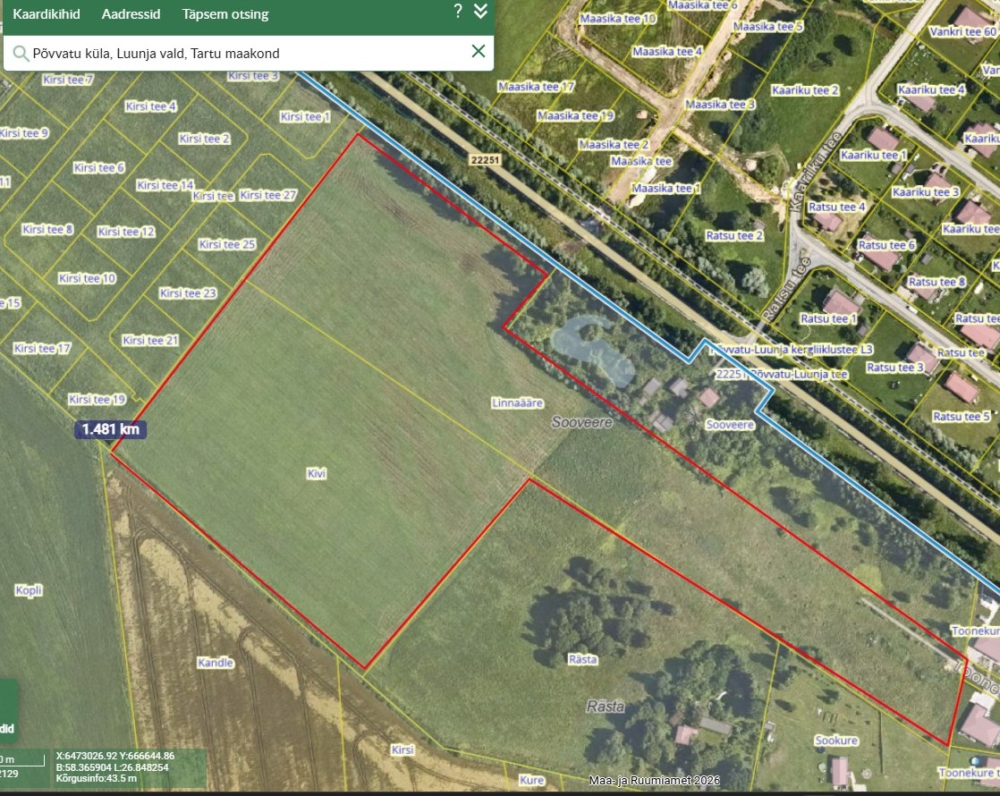 Kaardikihid Aadressid Täpsem otsing ?
Põvvatu küla, Luunja vald, Tartu maakond
Maasika tee 6
Maasika tee 10
Maasika tee 5
Vankri tee 60
Maasika tee 4
Kirsi tee 7
Kirsi tee 3
Maasika tee 17
Kaariku tee 2
Kaariku tee 4
Kirsi tee 4
Maasika tee 3
Kirsi tee 1
Maasika tee 19
Kirsi tee 9
Kirsi tee 2
Maasika tee 2
Kaariku tee
Kaariku tee 1
22251
Maasika tee
Kirsi tee 6
Kirsi tee 14
Kirsi tee
Kirsi tee 27
Maasika tee 1
Kaariku tee 3
Ratsu tee 4
Kirsi tee 8
Kirsi tee 12
Ratsu tee 2
Kaariku tee
Kirsi tee 25
Ratsu tee 6
Kirsi tee 10
Ratsu tee
Ratsu tee 8
Kirsi tee 23
Ratsu tee 1
Kirsi tee 21
Kirsi tee 17
Põvvatu-Luunja kergliiklustee L3
Ratsu tee
22251 Põvvatu-Luunja tee
Ratsu tee 3
Kirsi tee 19
Linnaääre
Ratsu tee 5
Sooveere
Sooveere
1.481 km
Kivi
Kopli
Kandle
Rästa
Rästa
Sookure
Kirsi
Kure
Maa- ja Ruumiamet 2026
X:6473026.92 Y:666644.86
B:58.365904 L:26.848254
Kõrgusinfo:43.5 m